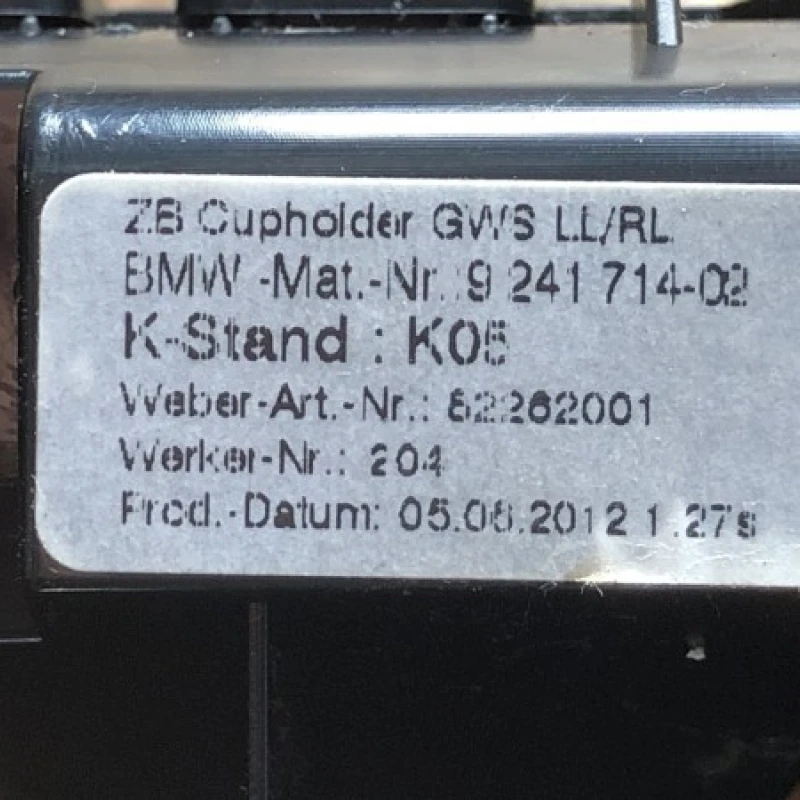 ZB Cupholder GWS LL/RL
BMW -Mat.-Nr.:9 241 714-02
K-Stand : K05
Weber-Art.-Nr.: 82262001
Werker-Nr.: 204
Prod.-Datum: 05.06.2012 1.27s